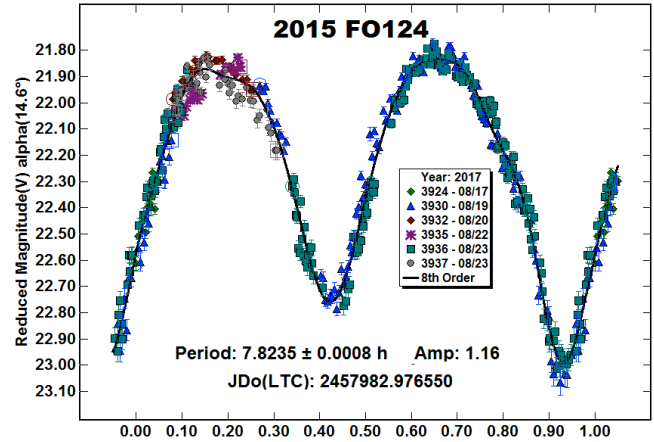 2015 FO124
Reduced Magnitude(V) alpha(14.6°)
21.80
21.90
22.00
22.10
22.20
22.30
22.40
22.50
22.60
22.70
22.80
22.90
23.00
23.10
Year: 2017
3924 - 08/17
3930 - 08/19
3932 - 08/20
3935 - 08/22
3936 - 08/23
3937 - 08/23
8th Order
Period: 7.8235 ± 0.0008 h Amp: 1.16
JDo(LTC): 2457982.976550
0.00 0.10 0.20 0.30 0.40 0.50 0.60 0.70 0.80 0.90 1.00